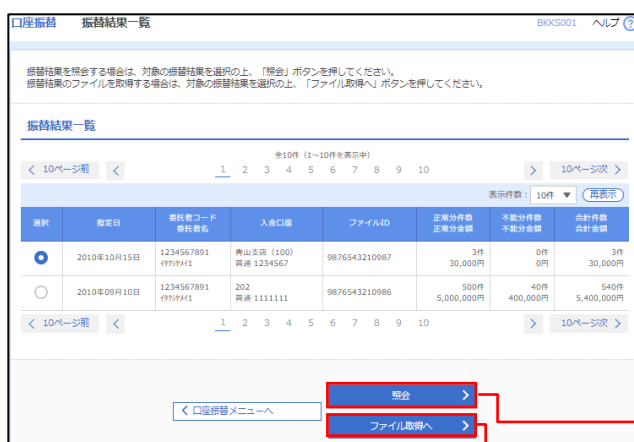 口座振替 振替結果一覧 BKKS001 ヘルプ ?
振替結果を照会する場合は、対象の振替結果を選択の上、「照会」ボタンを押してください。
振替結果のファイルを取得する場合は、対象の振替結果を選択の上、「ファイル取得へ」ボタンを押してください。
振替結果一覧
全10件（1～10件を表示中）
< 10ページ前 < 1 2 3 4 5 6 7 8 9 10 > 10ページ次 >
表示件数： 10件 ▼ 再表示
選択 指定日 委託者コード 委託者名 入金口座 ファイルID 正常分件数 正常分金額 不能分件数 不能分金額 合計件数 合計金額
2010年10月15日 1234567891 ｲﾀｸｼﾔﾒｲ1 青山支店（100） 普通 1234567 9876543210987 3件 30,000円 0件 0円 3件 30,000円
2010年09月10日 1234567891 ｲﾀｸｼﾔﾒｲ1 202 普通 1111111 9876543210986 500件 5,000,000円 40件 400,000円 540件 5,400,000円
< 10ページ前 < 1 2 3 4 5 6 7 8 9 10 > 10ページ次 >
照会 >
< 口座振替メニューへ
ファイル取得へ >